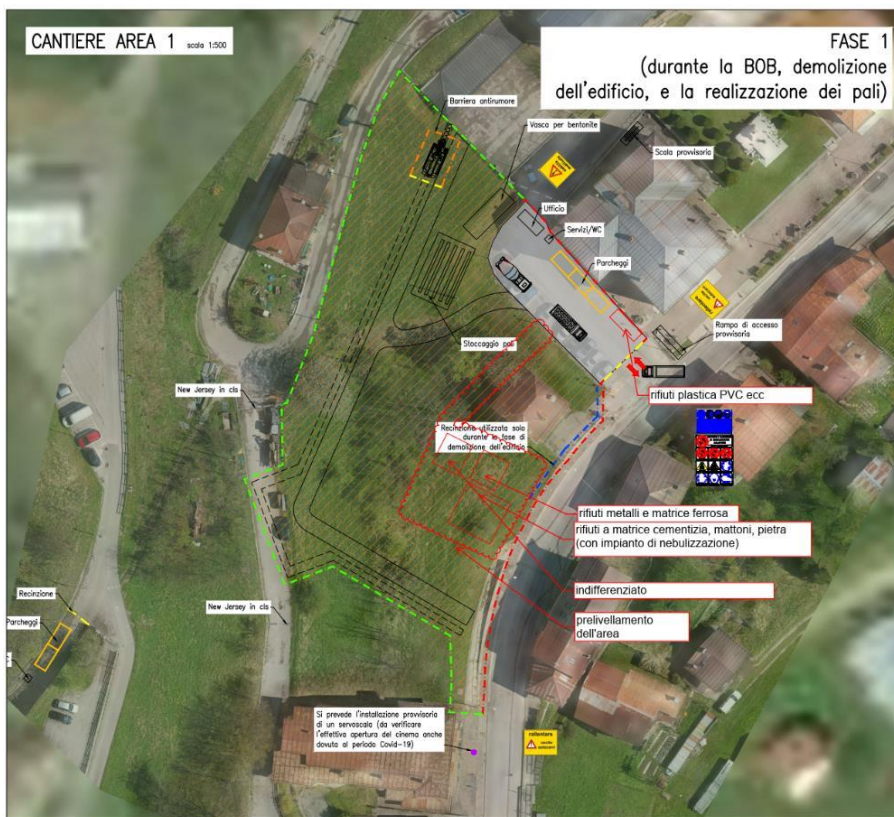 CANTIERE AREA 1 scala 1:500
FASE 1
(durante la BOB, demolizione
dell'edificio, e la realizzazione dei pali)
Barriera antirumore
Vasca per bentonite
Scala provvisoria
Ufficio
Servizi/WC
Parcheggi
Rampa di accesso
provvisoria
Stoccaggio pali
New Jersey in cls
rifiuti plastica PVC ecc
Recinzione utilizzata solo
durante la fase di
demolizione dell'edificio
rifiuti metalli e matrice ferrosa
rifiuti a matrice cementizia, mattoni, pietra
(con impianto di nebulizzazione)
indifferenziato
Recinzione
New Jersey in cls
Parcheggi
prelivellamento
dell'area
Si prevede l'installazione provvisoria
di un servoscala (da verificare
l'effettiva apertura del cinema anche
dovuta al periodo Covid-19)
rallentare